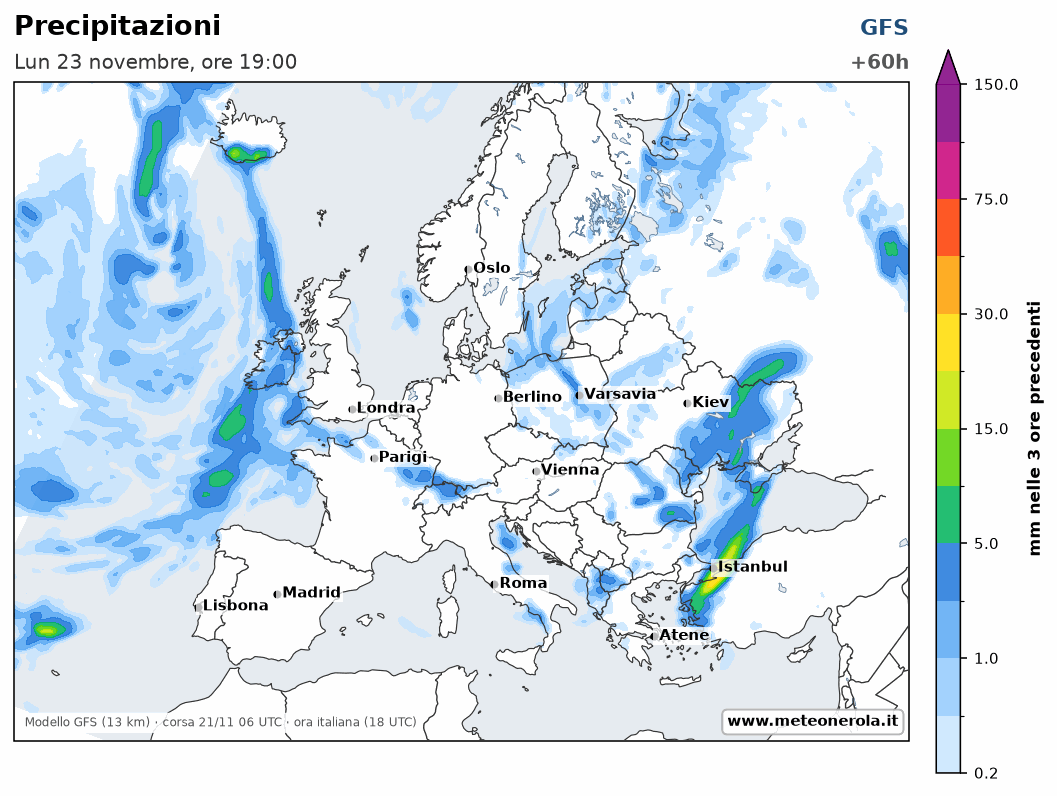 Precipitazioni
GFS
Lun 23 novembre, ore 19:00
+60h
150.0
75.0
30.0
15.0
5.0
1.0
0.2
mm nelle 3 ore precedenti
Oslo
Berlino
Varsavia
Kiev
Londra
Parigi
Vienna
Istanbul
Roma
Madrid
Lisbona
Atene
Modello GFS (13 km) · corsa 21/11 06 UTC · ora italiana (18 UTC)
www.meteonerola.it